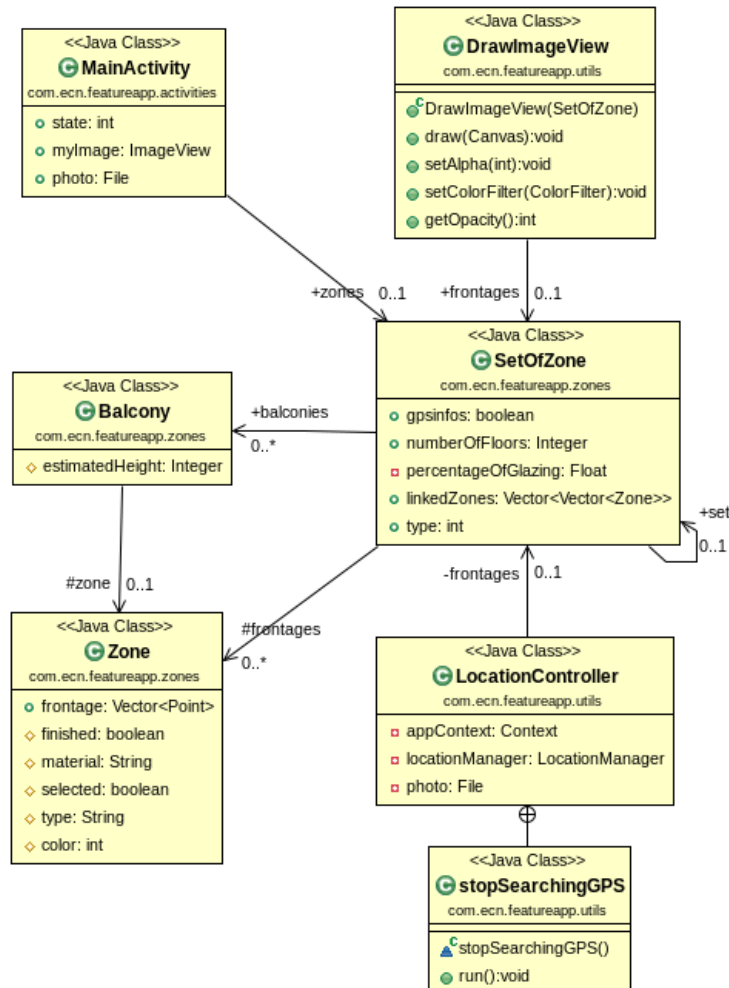 <<Java Class>>
MainActivity
com.ecn.featureapp.activities
state: int
myImage: ImageView
photo: File
<<Java Class>>
DrawImageView
com.ecn.featureapp.utils
DrawImageView(SetOfZone)
draw(Canvas):void
setAlpha(int):void
setColorFilter(ColorFilter):void
getOpacity():int
+zones 0..1
+frontages 0..1
<<Java Class>>
SetOfZone
com.ecn.featureapp.zones
gpsinfos: boolean
numberOfFloors: Integer
percentageOfGlazing: Float
linkedZones: Vector<Vector<Zone>>
type: int
+set
0..1
+balconies
0..*
<<Java Class>>
Balcony
com.ecn.featureapp.zones
estimatedHeight: Integer
#zone 0..1
#frontages
0..*
-frontages 0..1
<<Java Class>>
Zone
com.ecn.featureapp.zones
frontage: Vector<Point>
finished: boolean
material: String
selected: boolean
type: String
color: int
<<Java Class>>
LocationController
com.ecn.featureapp.utils
appContext: Context
locationManager: LocationManager
photo: File
<<Java Class>>
stopSearchingGPS
com.ecn.featureapp.utils
stopSearchingGPS()
run():void